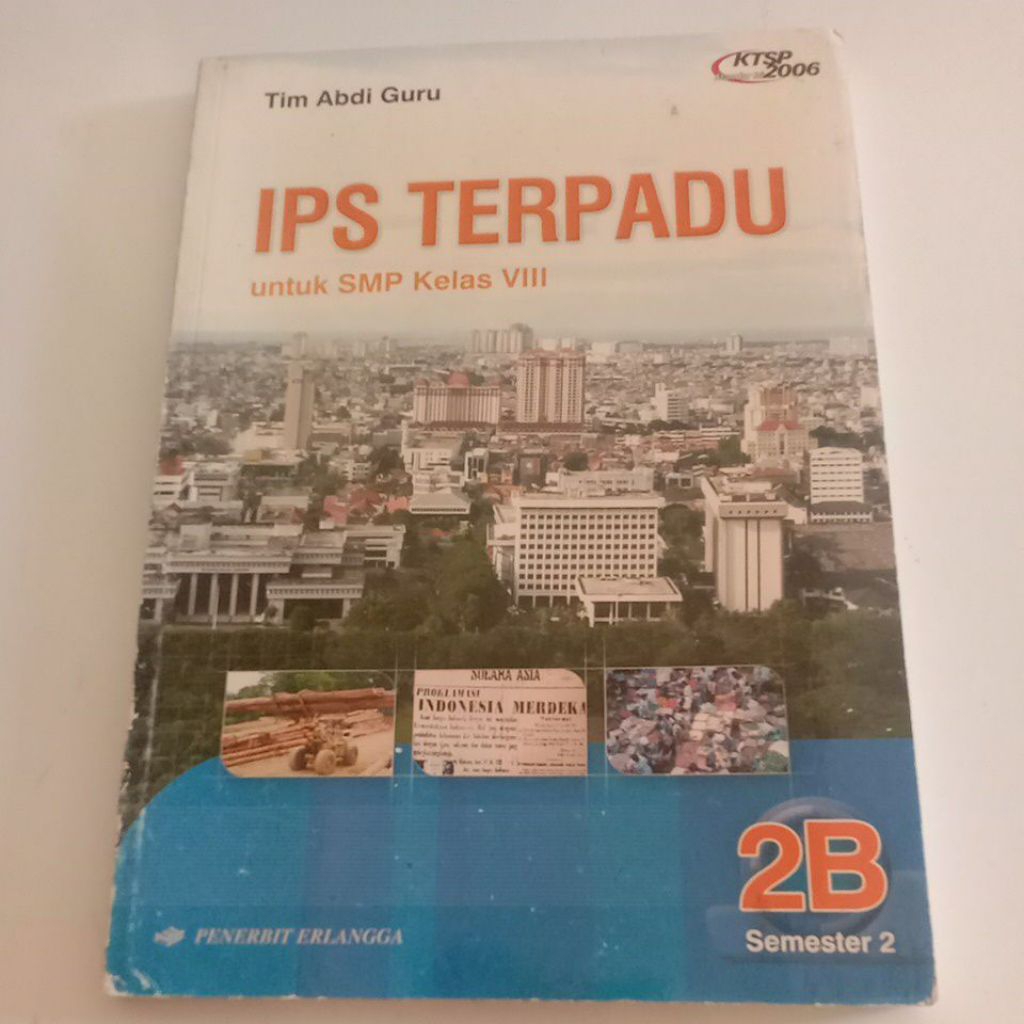 KTSP
2006
Tim Abdi Guru
IPS TERPADU
untuk SMP Kelas VIII
SUEARA ASIA
PROKLAMASI
INDONESIA MERDEKA
2B
PENERBIT ERLANGGA
Semester 2